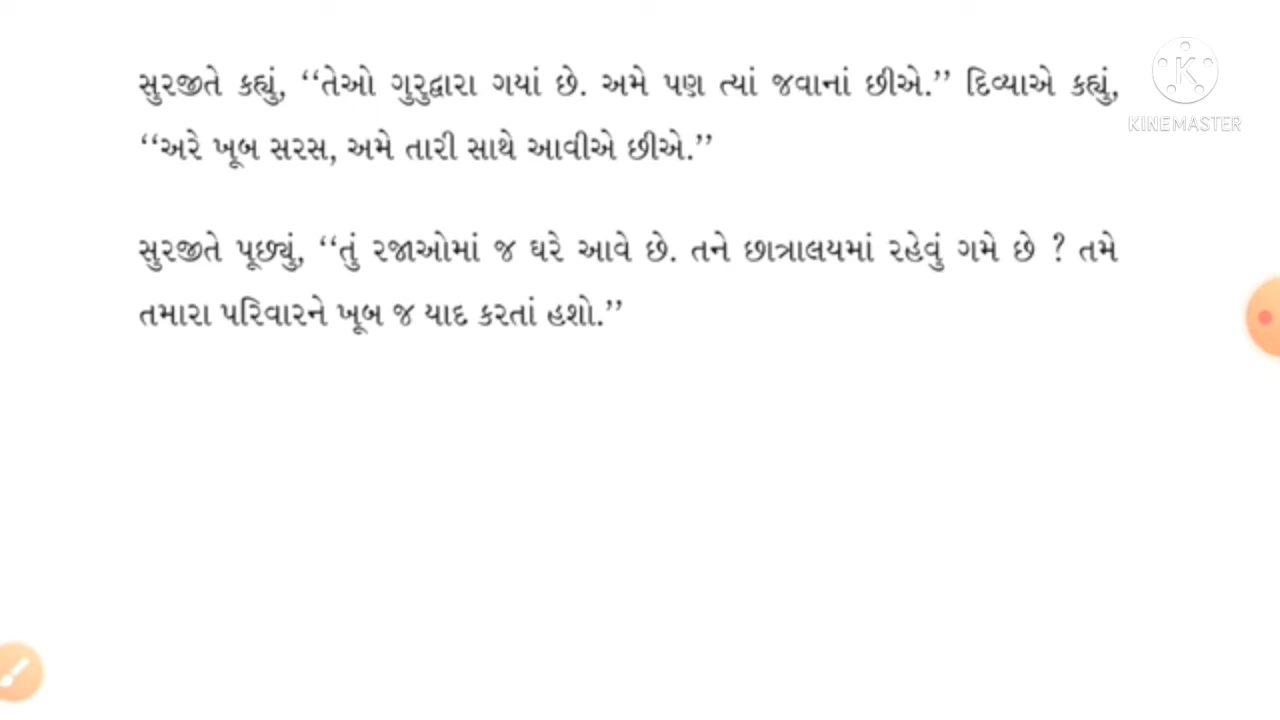 સુરજીતે કહ્યું, ‘‘તેઓ ગુરુદ્વારા ગયાં છે. અમે પણ ત્યાં જવાનાં છીએ.’’ દિવ્યાએ કહ્યું,
‘‘અરે ખૂબ સરસ, અમે તારી સાથે આવીએ છીએ.’’
સુરજીતે પૂછ્યું, ‘‘તું રજાઓમાં જ ઘરે આવે છે. તને છાત્રાલયમાં રહેવું ગમે છે ? તમે
તમારા પરિવારને ખૂબ જ યાદ કરતાં હશો.’’
K
KINEMASTER